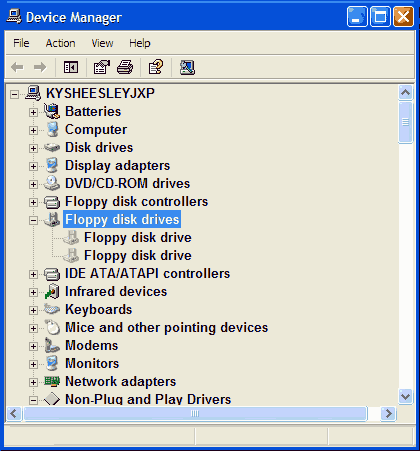 Device Manager
File Action View Help
KYSHEESLEYJXP
Batteries
Computer
Disk drives
Display adapters
DVD/CD-ROM drives
Floppy disk controllers
Floppy disk drives
Floppy disk drive
Floppy disk drive
IDE ATA/ATAPI controllers
Infrared devices
Keyboards
Mice and other pointing devices
Modems
Monitors
Network adapters
Non-Plug and Play Drivers